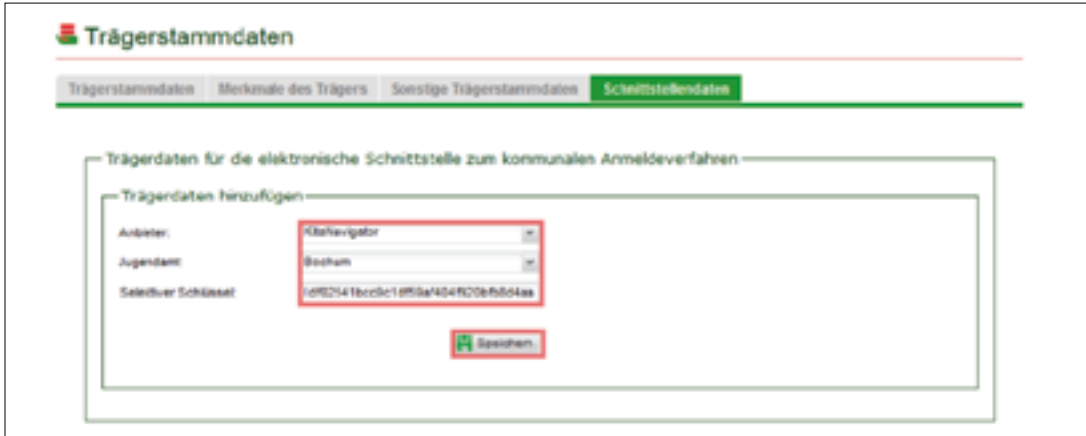 Trägerstammdaten
Trägerstammdaten Merkmale des Trägers Sonstige Trägerstammdaten Schnittstellendaten
Trägerdaten für die elektronische Schnittstelle zum kommunalen Anmeldeverfahren
Trägerdaten hinzufügen
Anbieter: KitaNavigator
Jugendamt: Bochum
Selektiver Schlüssel:
Speichern